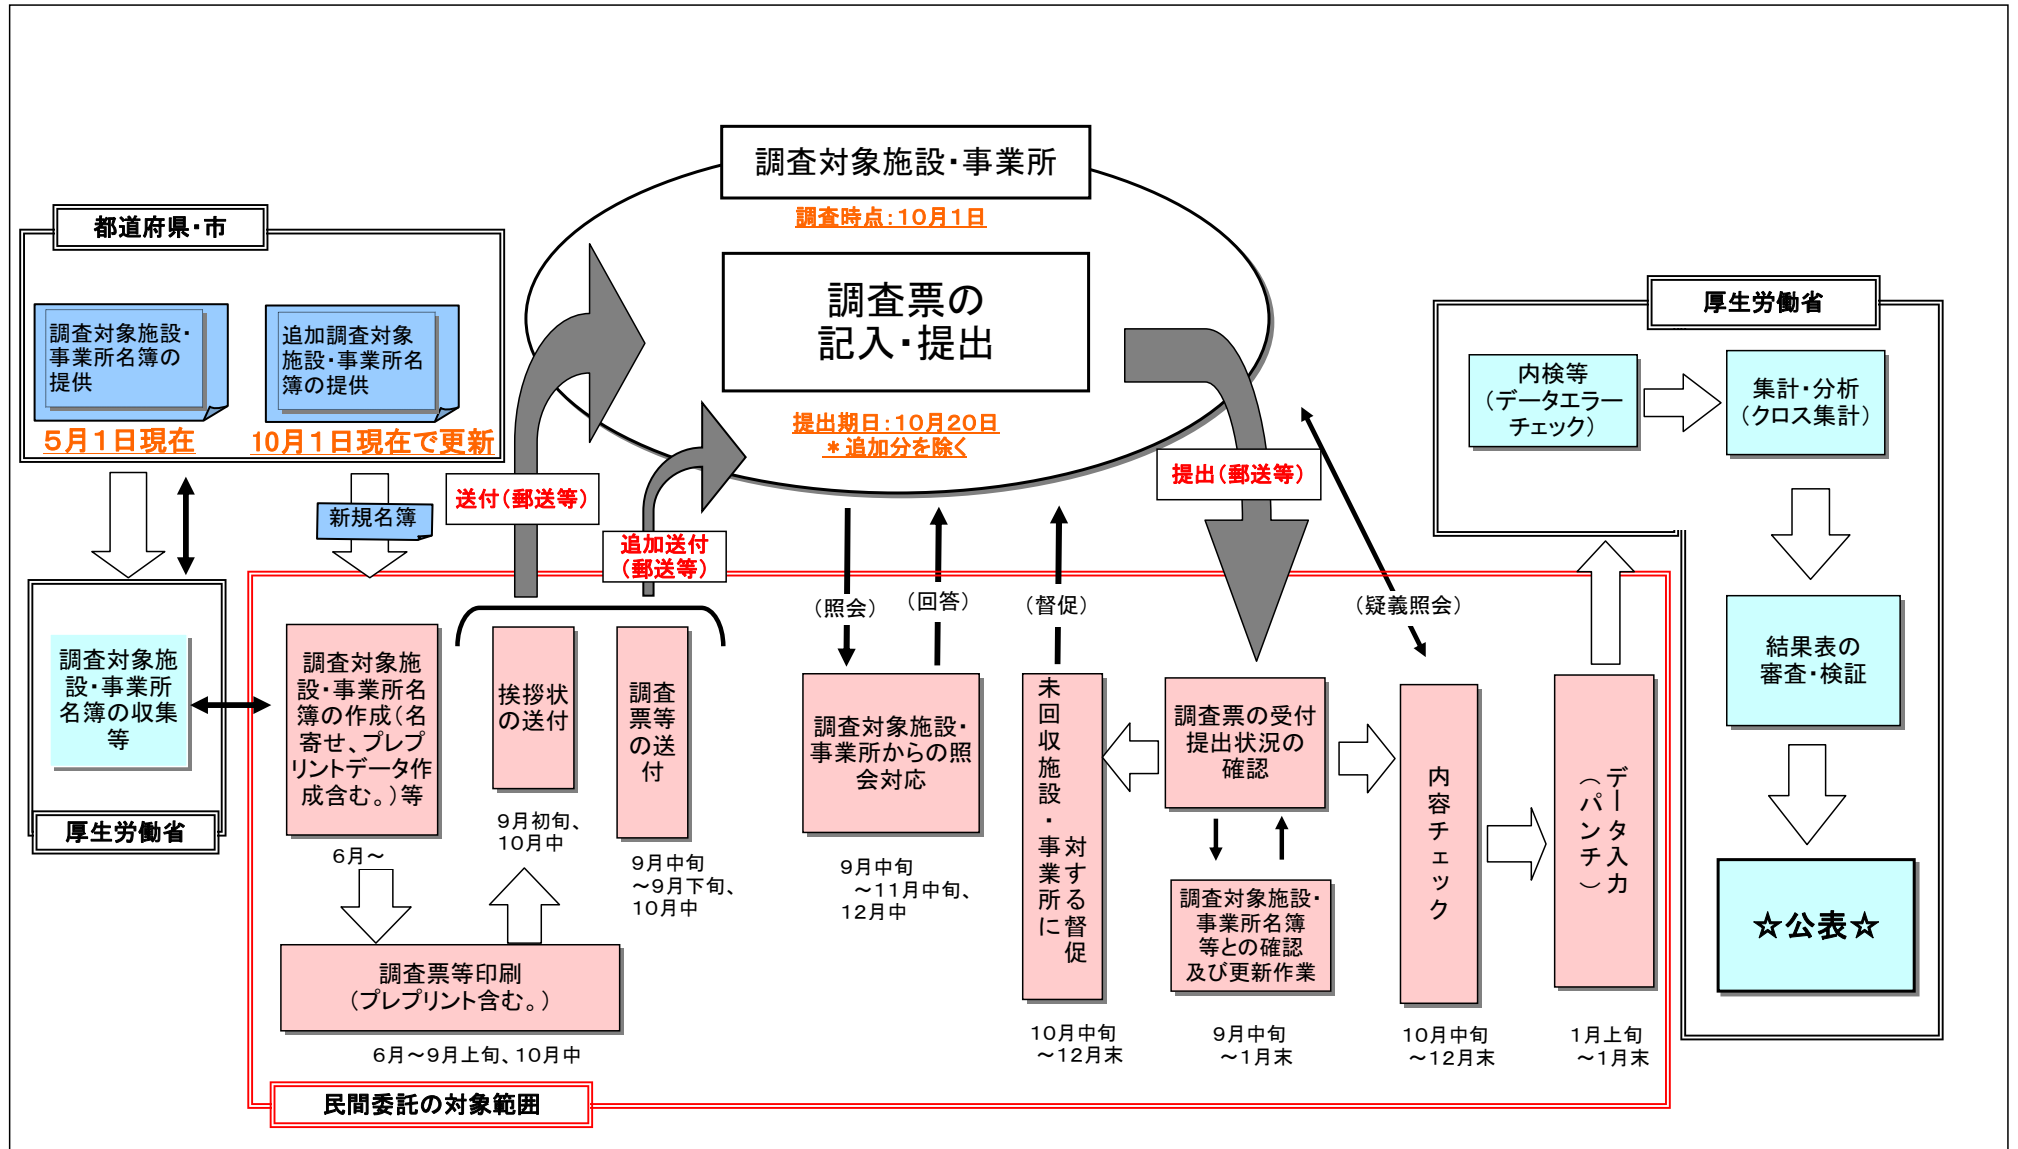 調査対象施設・事業所
調査時点：10月1日
調査票の
記入・提出
提出期日：10月20日
＊追加分を除く
都道府県・市
調査対象施設・
事業所名簿の
提供
5月1日現在
追加調査対象
施設・事業所名
簿の提供
10月1日現在で更新
新規名簿
送付（郵送等）
追加送付
（郵送等）
提出（郵送等）
（照会）
（回答）
（督促）
（疑義照会）
調査対象施
設・事業所
名簿の収集
等
厚生労働省
調査対象施
設・事業所名
簿の作成（名
寄せ、プレプ
リントデータ作
成含む。）等
6月～
調査票等印刷
（プレプリント含む。）
6月～9月上旬、10月中
挨拶状
の送付
9月初旬、
10月中
調査
票等
の送
付
9月中旬
～9月下旬、
10月中
調査対象施設・
事業所からの照
会対応
9月中旬
～11月中旬、
12月中
未回収施設・事業所に
対する督促
10月中旬
～12月末
調査票の受付
提出状況の
確認
調査対象施設・
事業所名簿
等との確認
及び更新作業
9月中旬
～1月末
内容チェック
10月中旬
～12月末
データ入力
（パンチ）
1月上旬
～1月末
民間委託の対象範囲
厚生労働省
内検等
（データエラー
チェック）
集計・分析
（クロス集計）
結果表の
審査・検証
☆公表☆